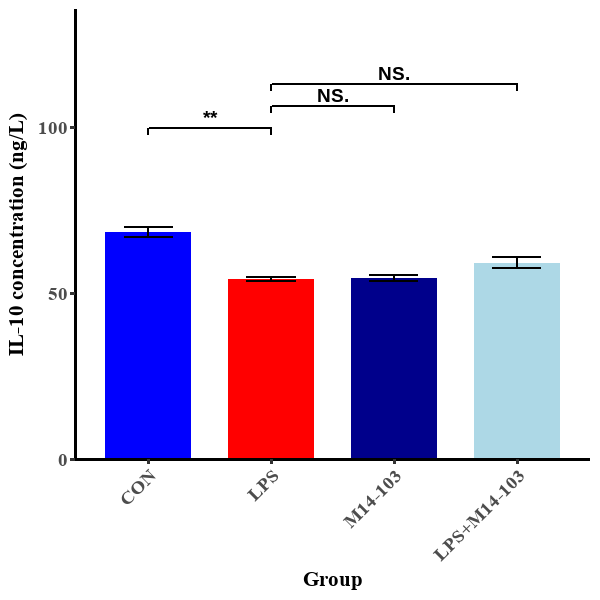 NS.
NS.
**
IL-10 concentration (ng/L)
100
50
0
CON
LPS
M14-103
LPS+M14-103
Group